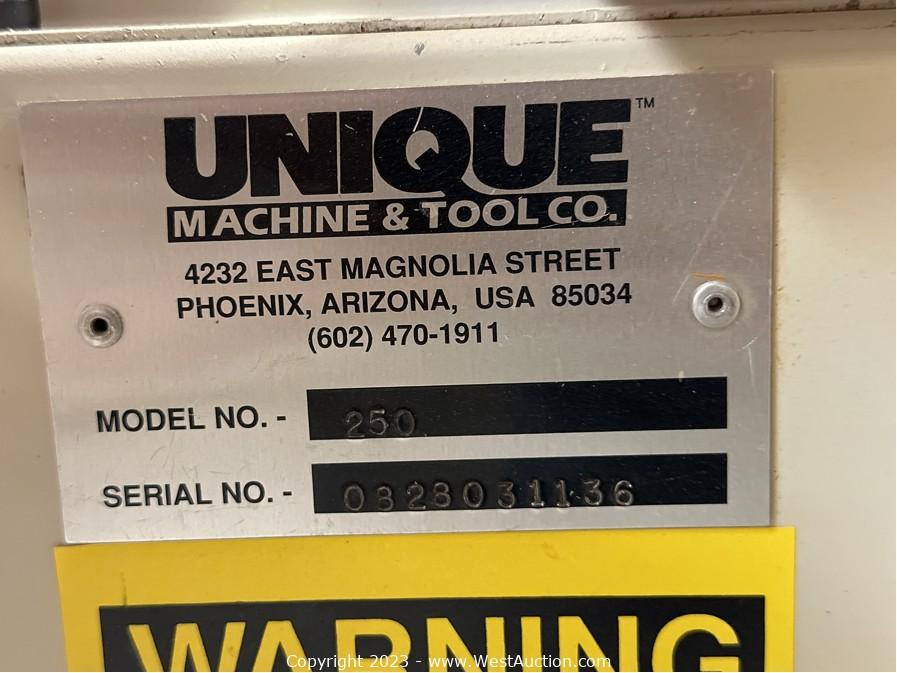 UNIQUE™
MACHINE & TOOL CO.
4232 EAST MAGNOLIA STREET
PHOENIX, ARIZONA, USA 85034
(602) 470-1911
MODEL NO. - 250
SERIAL NO. - 0828031136
WARNING
Copyright 2023 - www.WestAuction.com